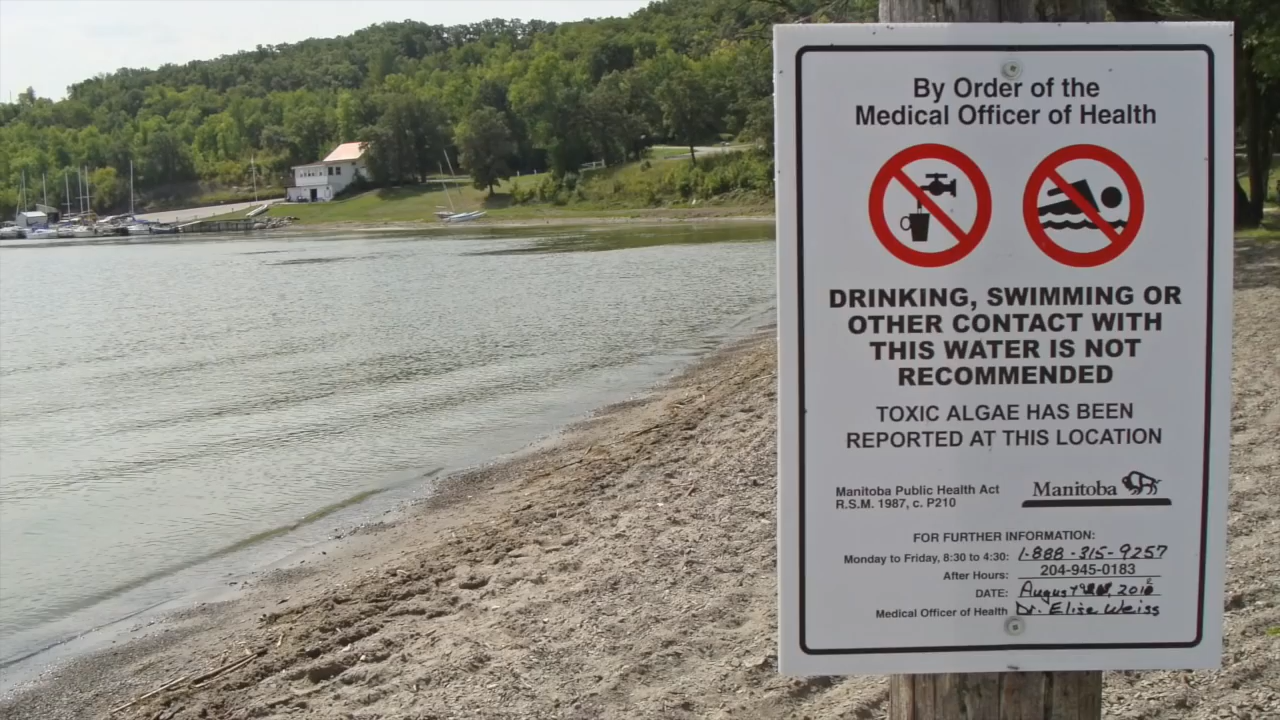 By Order of the
Medical Officer of Health
DRINKING, SWIMMING OR
OTHER CONTACT WITH
THIS WATER IS NOT
RECOMMENDED
TOXIC ALGAE HAS BEEN
REPORTED AT THIS LOCATION
Manitoba Public Health Act
R.S.M. 1987, c. P210
Manitoba
FOR FURTHER INFORMATION:
Monday to Friday, 8:30 to 4:30: 1-888-315-9257
After Hours: 204-945-0183
DATE: August
Medical Officer of Health Dr. Elise Weiss